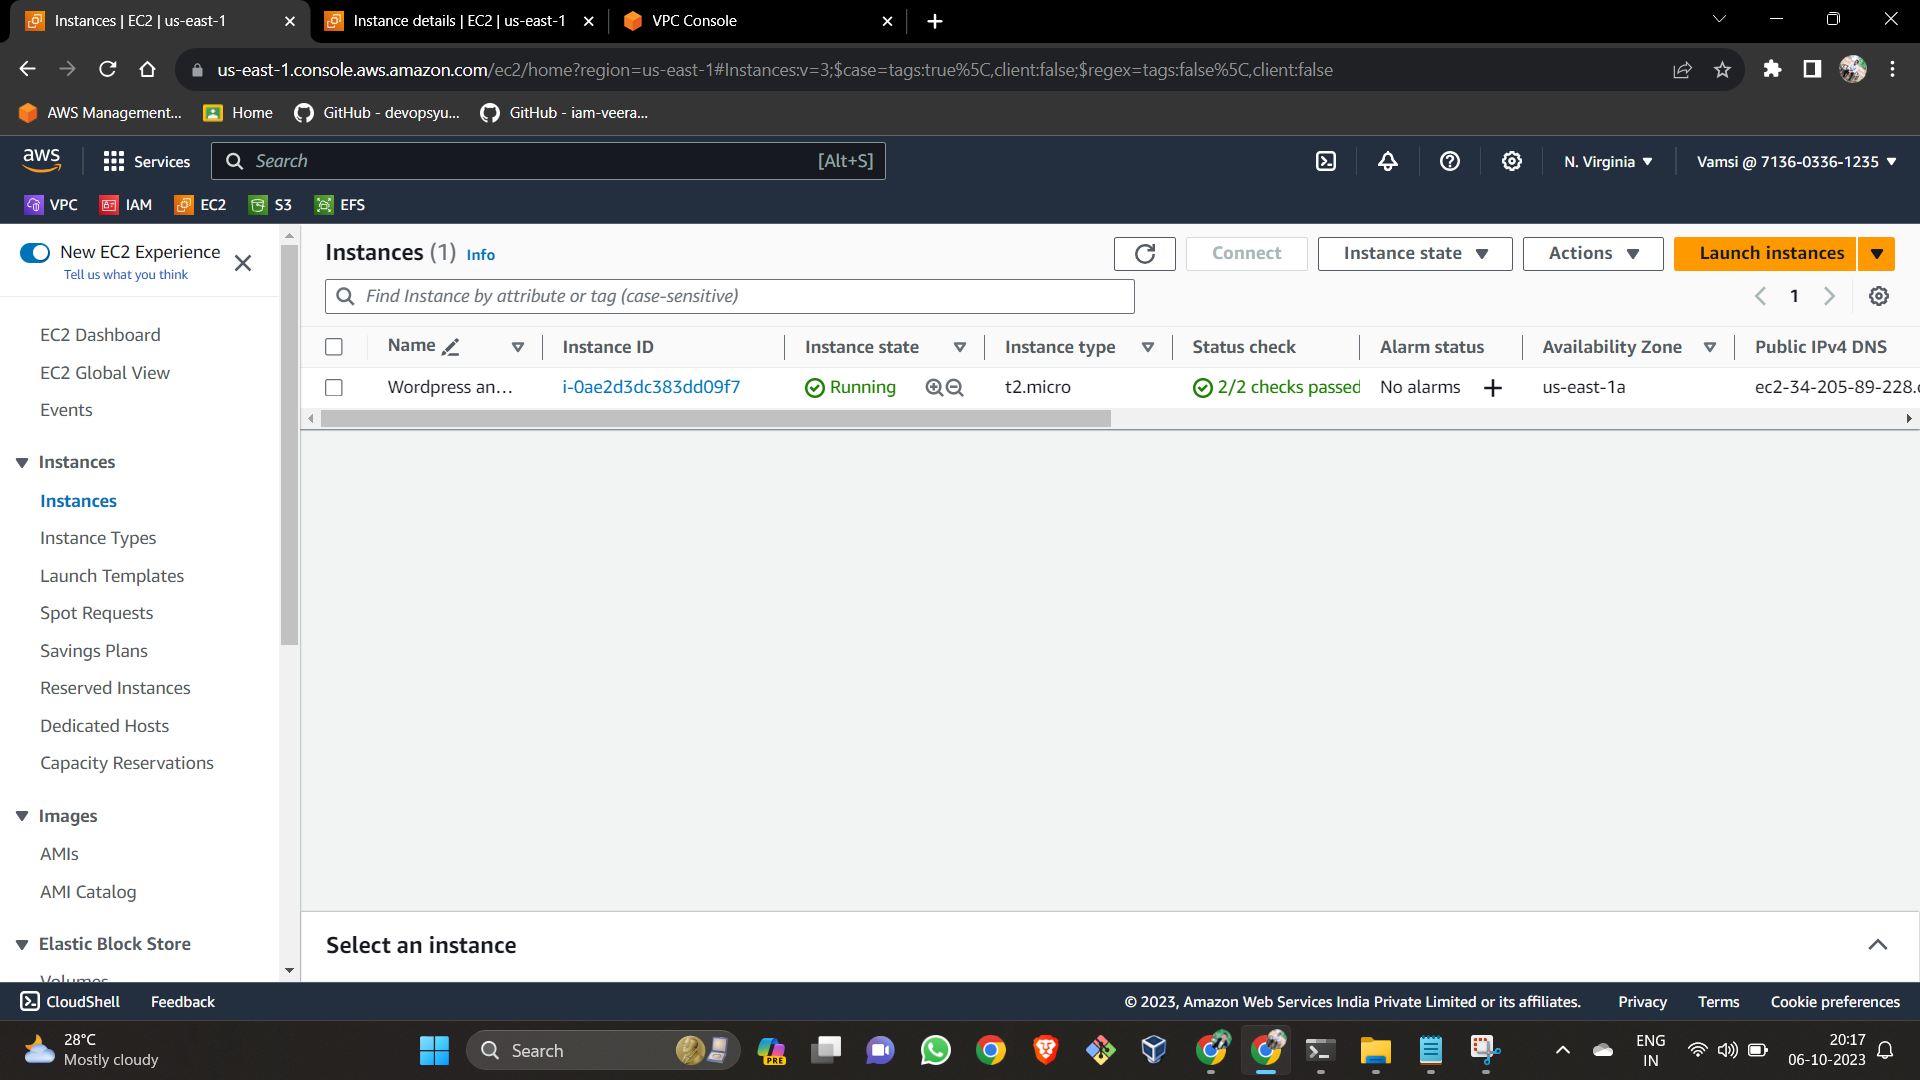 Instances | EC2 | us-east-1
Instance details | EC2 | us-east-1
VPC Console
us-east-1.console.aws.amazon.com/ec2/home?region=us-east-1#Instances:v=3;$case=tags:true%5C,client:false;$regex=tags:false%5C,client:false
AWS Management...
Home
GitHub - devopsyu...
GitHub - iam-veera...
aws
Services
Search
[Alt+S]
N. Virginia
Vamsi @ 7136-0336-1235
VPC
IAM
EC2
S3
EFS
New EC2 Experience
Tell us what you think
EC2 Dashboard
EC2 Global View
Events
Instances
Instances
Instance Types
Launch Templates
Spot Requests
Savings Plans
Reserved Instances
Dedicated Hosts
Capacity Reservations
Images
AMIs
AMI Catalog
Elastic Block Store
Volumes
Instances (1) Info
Connect
Instance state
Actions
Launch instances
Find Instance by attribute or tag (case-sensitive)
1
Name
Instance ID
Instance state
Instance type
Status check
Alarm status
Availability Zone
Public IPv4 DNS
Wordpress an...
i-0ae2d3dc383dd09f7
Running
t2.micro
2/2 checks passed
No alarms
us-east-1a
ec2-34-205-89-228.c
Select an instance
CloudShell
Feedback
© 2023, Amazon Web Services India Private Limited or its affiliates.
Privacy
Terms
Cookie preferences
28°C
Mostly cloudy
Search
PRE
ENG
IN
20:17
06-10-2023